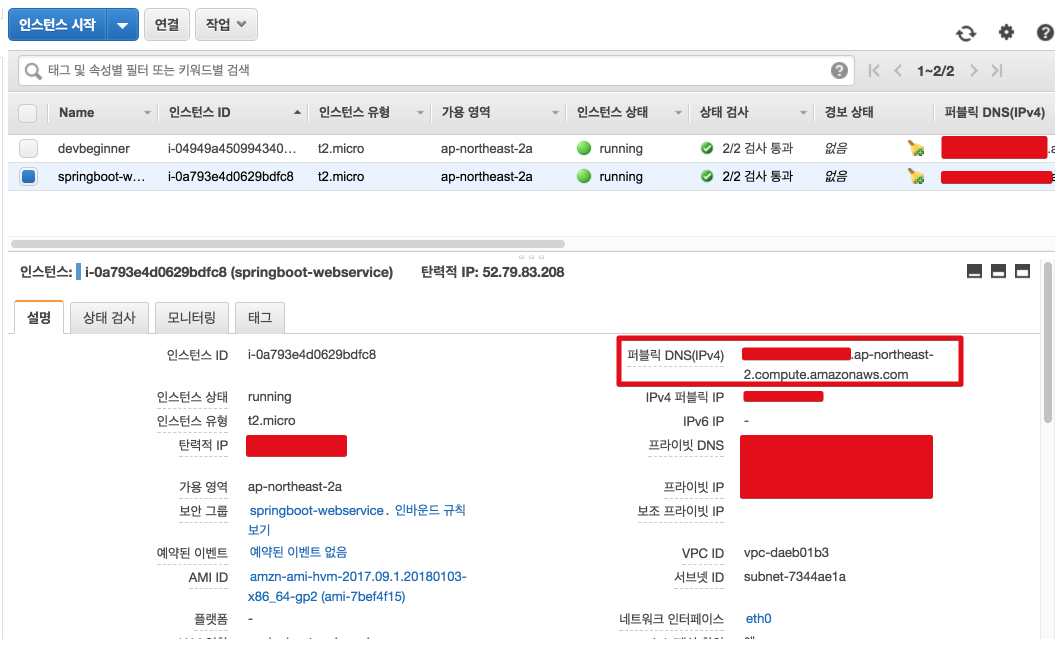 인스턴스 시작 연결 작업
태그 및 속성별 필터 또는 키워드별 검색 1~2/2
Name 인스턴스 ID 인스턴스 유형 가용 영역 인스턴스 상태 상태 검사 경보 상태 퍼블릭 DNS(IPv4)
devbeginner i-04949a450994340... t2.micro ap-northeast-2a running 2/2 검사 통과 없음
springboot-w... i-0a793e4d0629bdfc8 t2.micro ap-northeast-2a running 2/2 검사 통과 없음
인스턴스: i-0a793e4d0629bdfc8 (springboot-webservice) 탄력적 IP: 52.79.83.208
설명 상태 검사 모니터링 태그
인스턴스 ID i-0a793e4d0629bdfc8 퍼블릭 DNS(IPv4) .ap-northeast-
2.compute.amazonaws.com
인스턴스 상태 running IPv4 퍼블릭 IP
인스턴스 유형 t2.micro IPv6 IP -
탄력적 IP 프라이빗 DNS
가용 영역 ap-northeast-2a 프라이빗 IP
보안 그룹 springboot-webservice. 인바운드 규칙 보조 프라이빗 IP
보기
예약된 이벤트 예약된 이벤트 없음 VPC ID vpc-daeb01b3
AMI ID amzn-ami-hvm-2017.09.1.20180103- 서브넷 ID subnet-7344ae1a
x86_64-gp2 (ami-7bef4f15)
플랫폼 - 네트워크 인터페이스 eth0